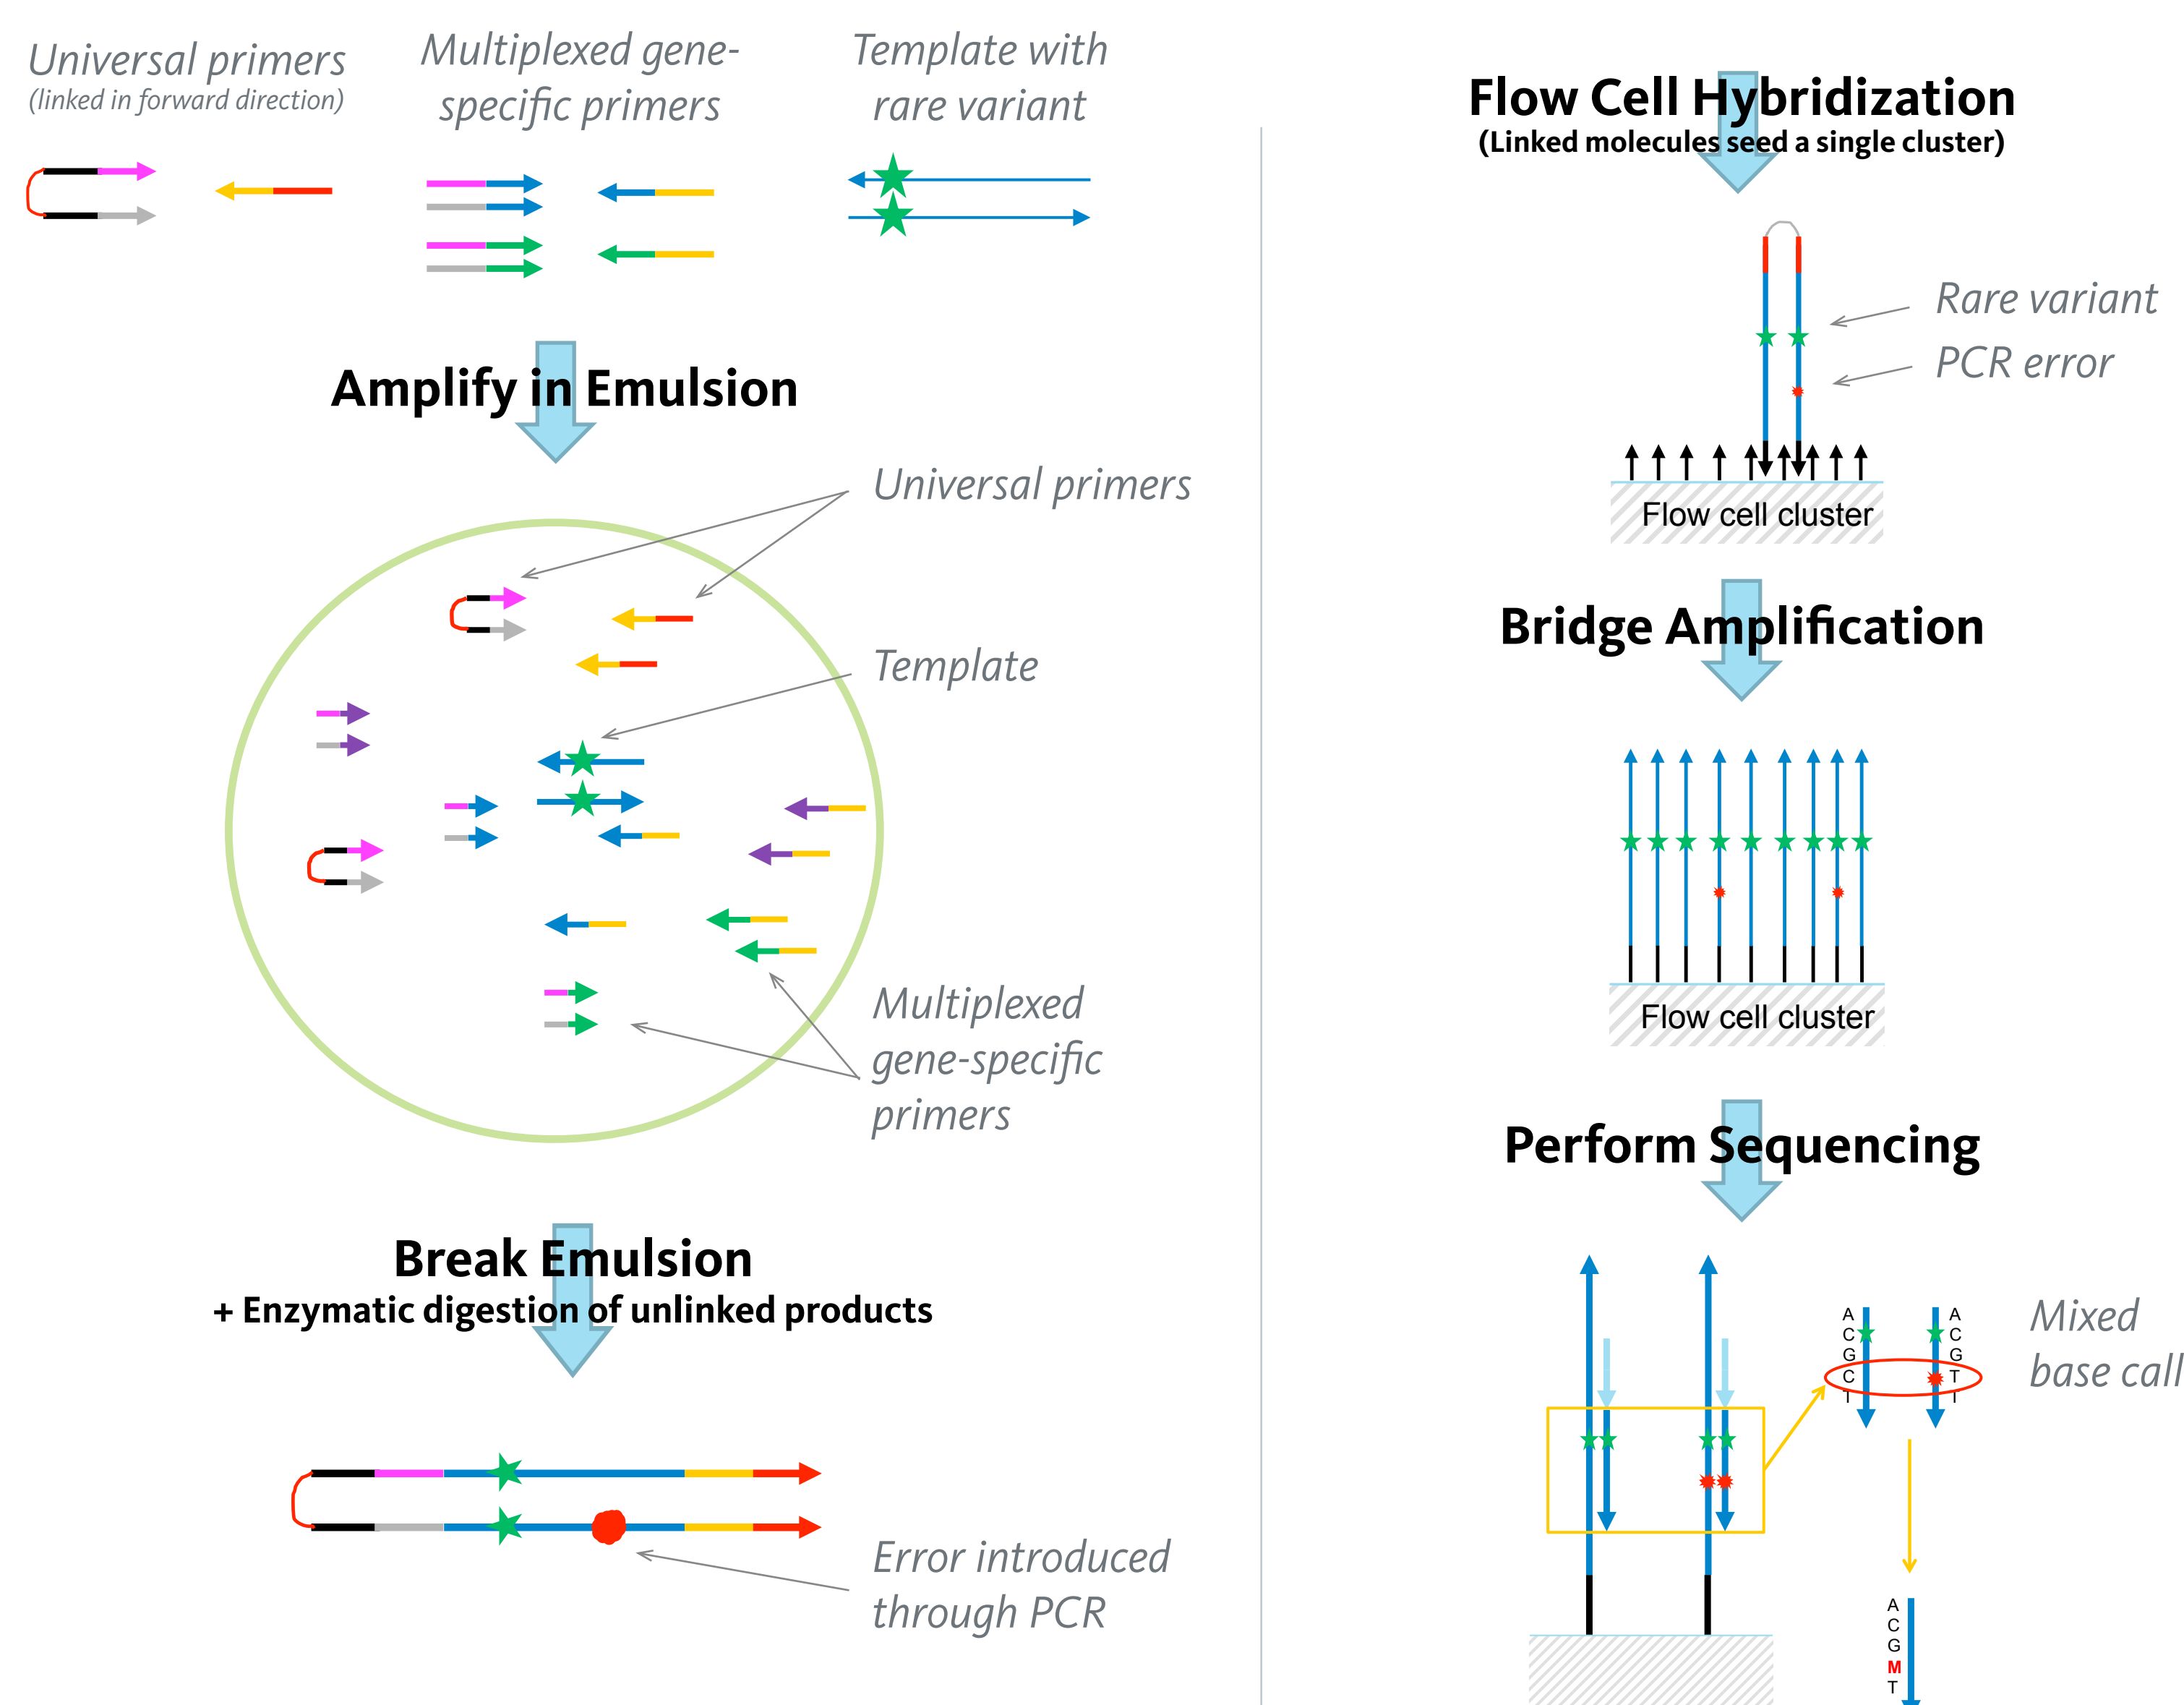 Universal primers
(linked in forward direction)
Multiplexed gene-
specific primers
Template with
rare variant
Amplify in Emulsion
Universal primers
Template
Multiplexed
gene-specific
primers
Break Emulsion
+ Enzymatic digestion of unlinked products
Error introduced
through PCR
Flow Cell Hybridization
(Linked molecules seed a single cluster)
Rare variant
PCR error
Flow cell cluster
Bridge Amplification
Flow cell cluster
Perform Sequencing
A
C
G
C
T
A
C
G
T
T
Mixed
base call
A
C
G
M
T